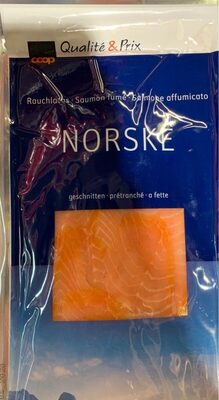 coop
Qualité & Prix
Rauchlachs · Saumon fumé · Salmone affumicato
NORSKE
geschnitten · prétranché · a fette